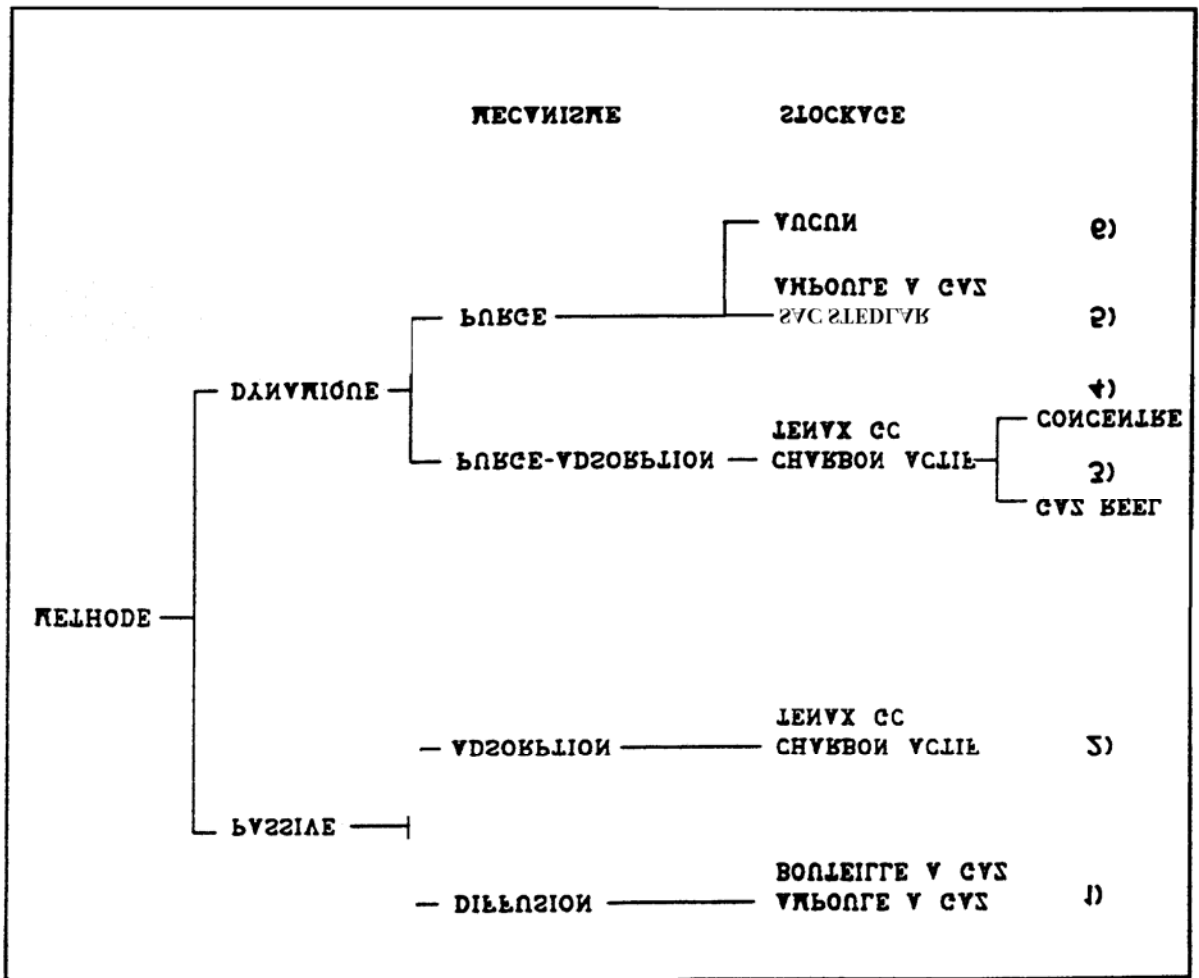 DIFFUSION AMPOULE A GAZ 1)
BOUTEILLE A GAZ
PASSIVE
ADSORPTION CHARBON ACTIF 2)
TENAX GC
METHODE
GAZ REEL
3)
PURGE-ADSORPTION CHARBON ACTIF
TENAX GC
CONCENTRE
4)
DYNAMIQUE
PURGE SAC STEDLAR 5)
AMPOULE A GAZ
AUCUN 6)
MECANISME STOCKAGE